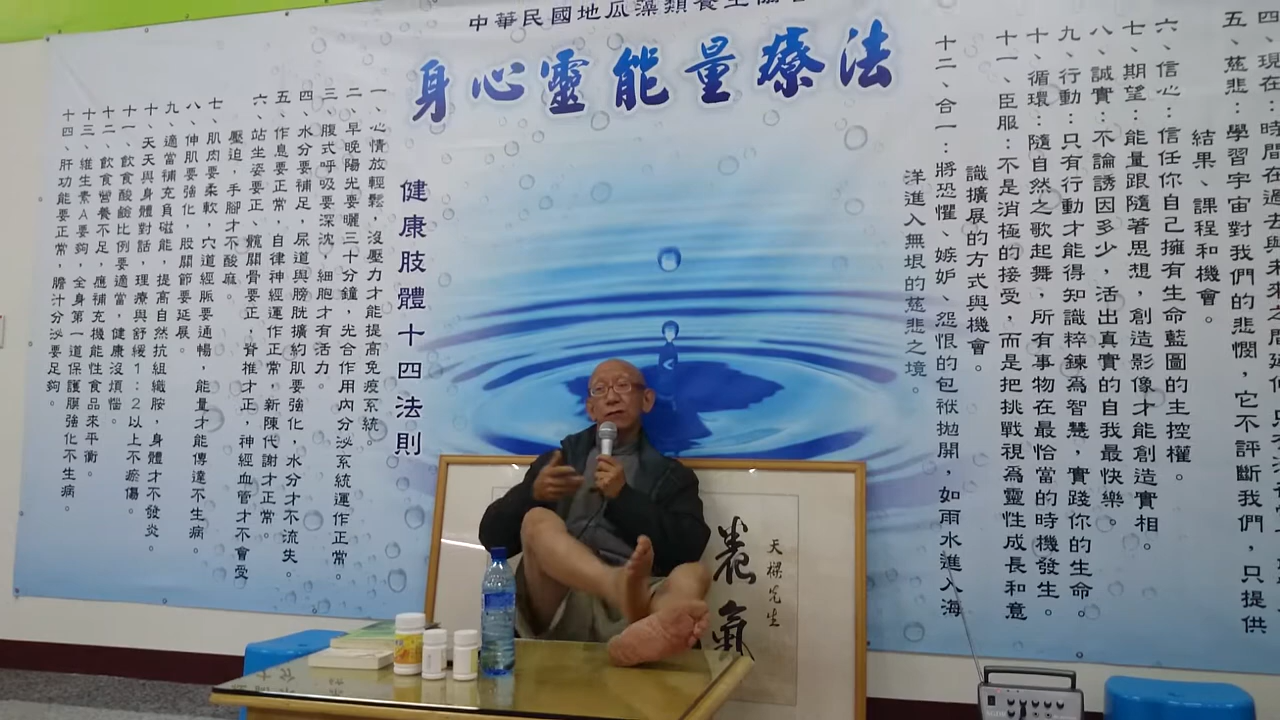 中華民國地瓜藻類養生協會
身心靈能量療法
四、現在：時間在過去與未來之間延伸
五、慈悲：學習宇宙對我們的悲憫，它不評斷我們，只提供
結果、課程和機會。
六、信心：信任你自己擁有生命藍圖的主控權。
七、期望：能量跟隨著思想，創造影像才能創造實相。
八、誠實：不論誘因多少，活出真實的自我最快樂。
九、行動：只有行動才能得知識粹鍊為智慧，實踐你的生命。
十、循環：隨自然之歌起舞，所有事物在最恰當的時機發生。
十一、臣服：不是消極的接受，而是把挑戰視為靈性成長和意
識擴展的方式與機會。
十二、合一：將恐懼、嫉妒、怨恨的包袱拋開，如雨水進入海
洋進入無垠的慈悲之境。
健康肢體十四法則
一、心情放輕鬆，沒壓力才能提高免疫系統。
二、早晚陽光要曬三十分鐘，光合作用內分泌系統運作正常。
三、腹式呼吸要深沈，細胞才有活力。
四、水分要補足，尿道與膀胱擴約肌要強化，水分才不流失。
五、作息要正常，自律神經運作正常，新陳代謝才正常。
六、站坐姿要正、髖關骨要正，脊推才正，神經血管才不會受
壓迫，手腳才不酸麻。
七、肌肉要柔軟，穴道經脈要通暢，能量才能傳達不生病。
八、伸肌要強化，股關節要延展。
九、適當補充負磁能，提高自然抗組織胺，身體才不發炎。
十、天天與身體對話，理療與舒緩1：2以上不瘀傷。
十一、飲食酸鹼比例要適當，健康沒煩惱。
十二、飲食營養不足，應補充機能性食品來平衡。
十三、維生素A要夠，全身第一道保護膜強化不生病。
十四、肝功能要正常，膽汁分泌要足夠。
天樑先生
養氣